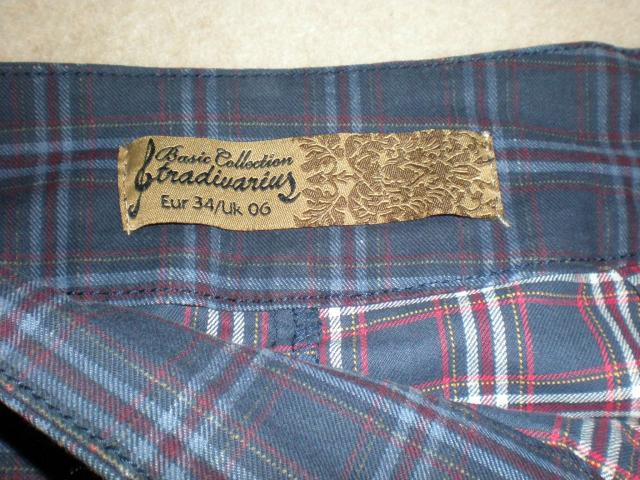 Basic Collection
Stradivarius
Eur 34/Uk 06